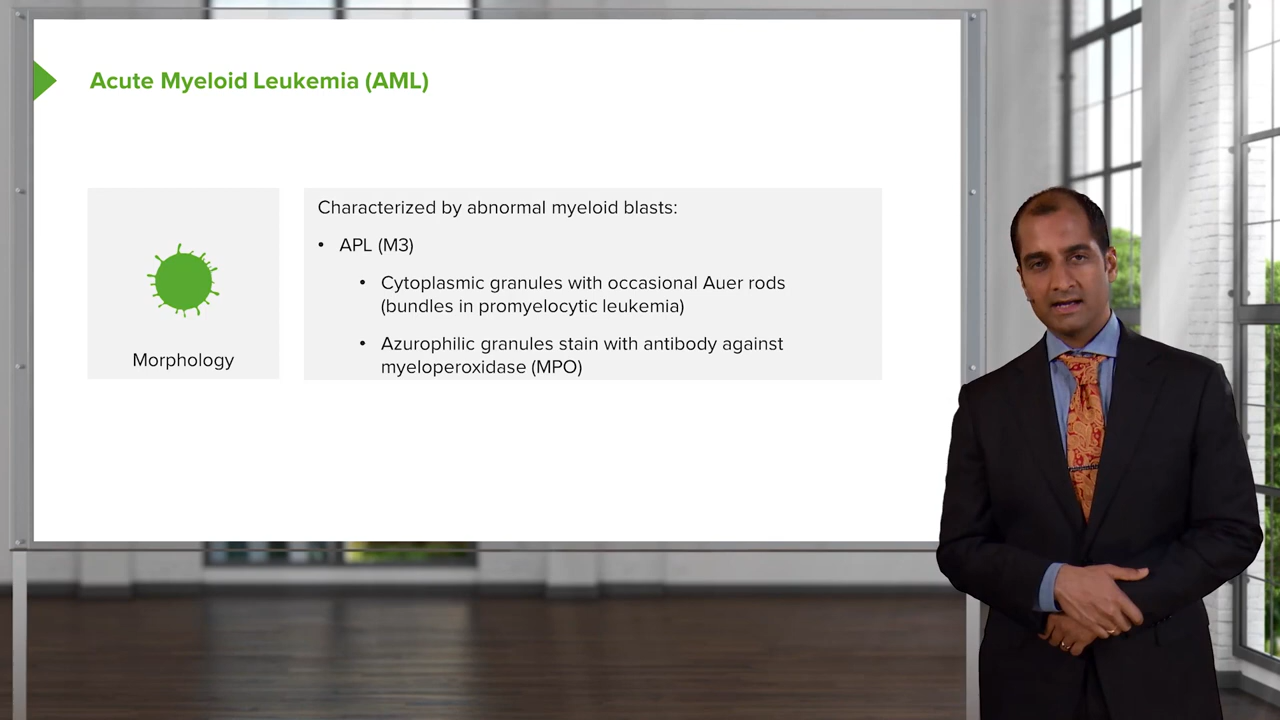 Acute Myeloid Leukemia (AML)
Characterized by abnormal myeloid blasts:
• APL (M3)
• Cytoplasmic granules with occasional Auer rods
(bundles in promyelocytic leukemia)
• Azurophilic granules stain with antibody against
myeloperoxidase (MPO)
Morphology